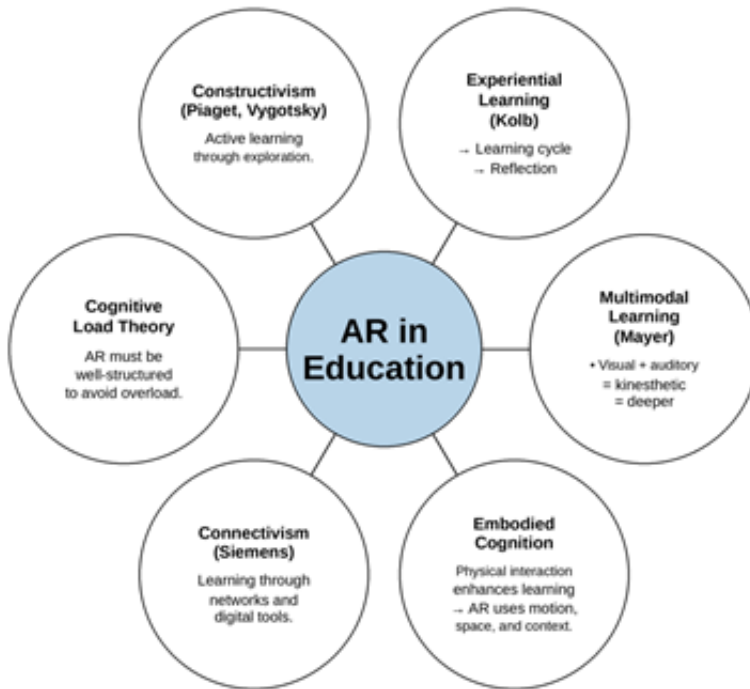 Constructivism
(Piaget, Vygotsky)
Active learning
through exploration.
Experiential
Learning
(Kolb)
→ Learning cycle
→ Reflection
Cognitive
Load Theory
AR must be
well-structured
to avoid overload.
AR in
Education
Multimodal
Learning
(Mayer)
• Visual + auditory
= kinesthetic
= deeper
Connectivism
(Siemens)
Learning through
networks and
digital tools.
Embodied
Cognition
Physical interaction
enhances learning
→ AR uses motion,
space, and context.